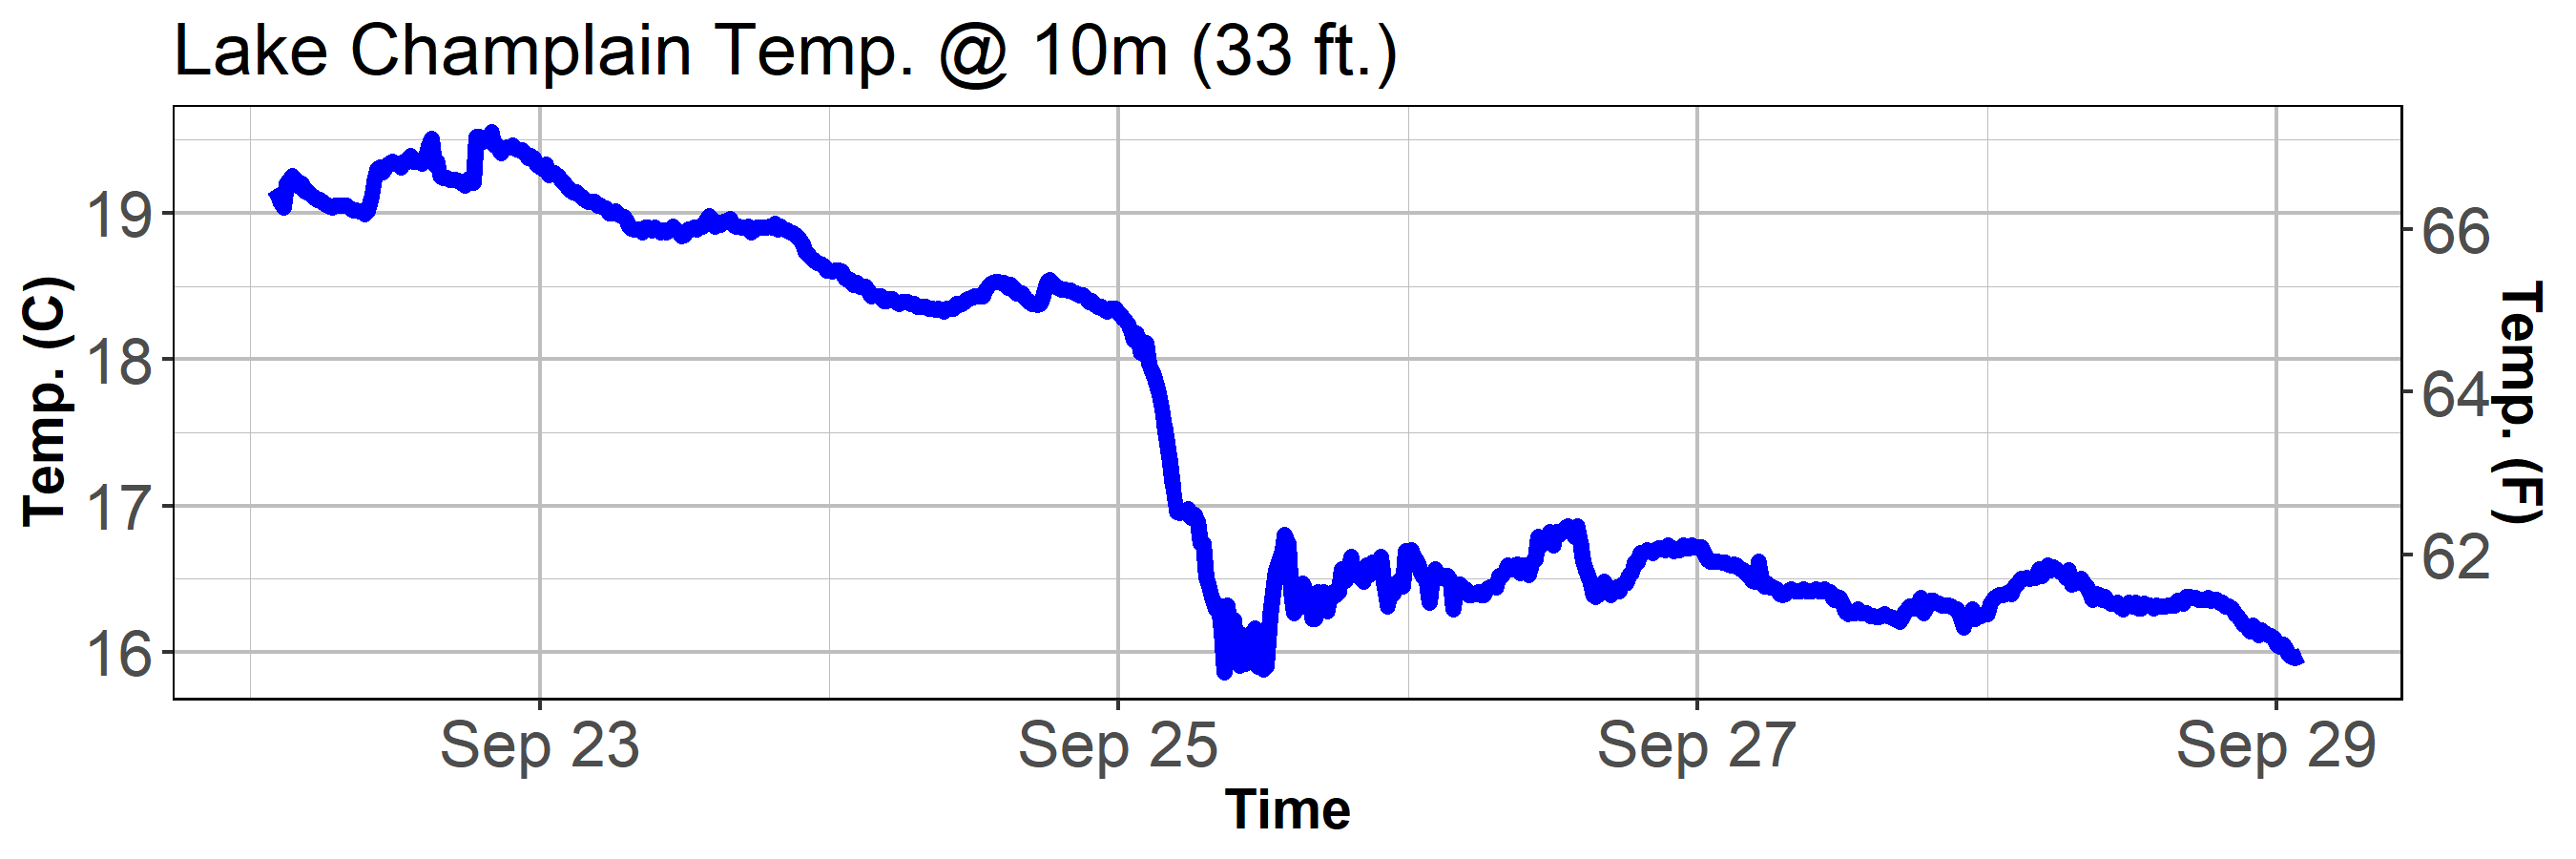 Lake Champlain Temp. @ 10m (33 ft.)
Temp. (C)
19
18
17
16
66
64
62
Temp. (F)
Sep 23
Sep 25
Sep 27
Sep 29
Time